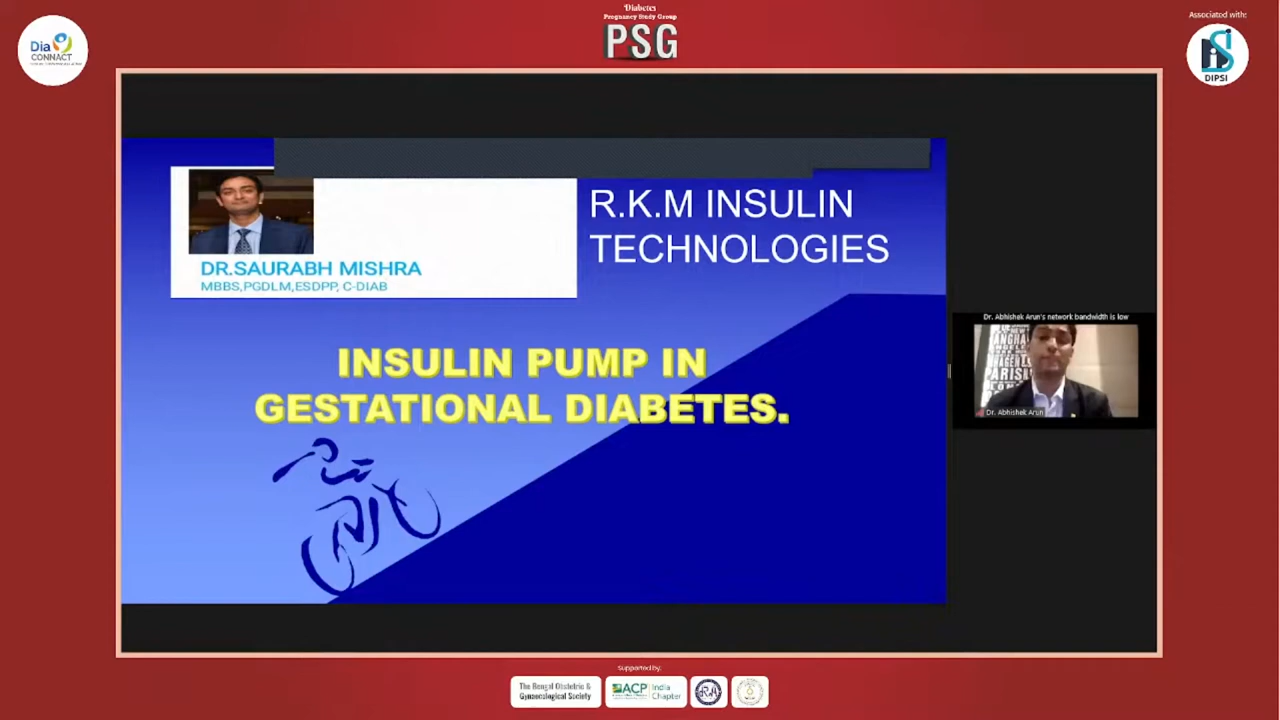 Diabetes
Pregnancy Study Group
PSG
Associated with:
Dia
CONNACT
DIPSI
R.K.M INSULIN
TECHNOLOGIES
DR.SAURABH MISHRA
MBBS,PGDLM,ESDPP, C-DIAB
INSULIN PUMP IN
GESTATIONAL DIABETES.
Dr. Abhishek Arun's network bandwidth is low
PARIS
Dr. Abhishek Arun
Supported by:
The Bengal Obstetric &
Gynaecological Society
ACP
India
Chapter